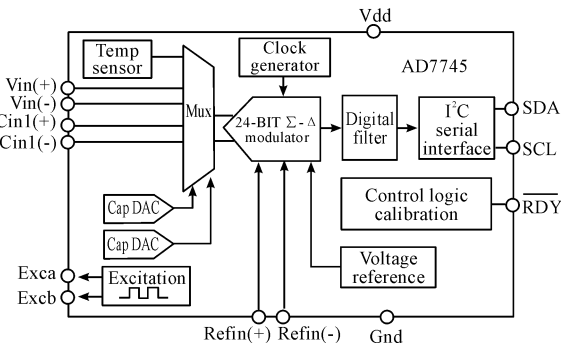 Vdd
Temp
sensor
Clock
generator
AD7745
Vin(+)
Vin(-)
Cin1(+)
Cin1(-)
Mux
24-BIT Σ-Δ
modulator
Digital
filter
I²C
serial
interface
SDA
SCL
Cap DAC
Cap DAC
Control logic
calibration
RDY
Exca
Excb
Excitation
Voltage
reference
Refin(+)
Refin(-)
Gnd